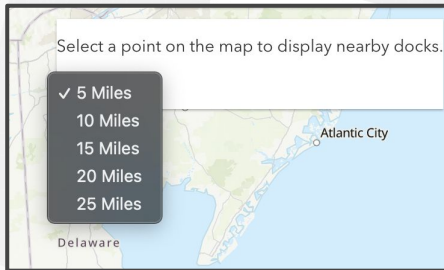 Select a point on the map to display nearby docks.
✓ 5 Miles
10 Miles
15 Miles
20 Miles
25 Miles
Atlantic City
Delaware